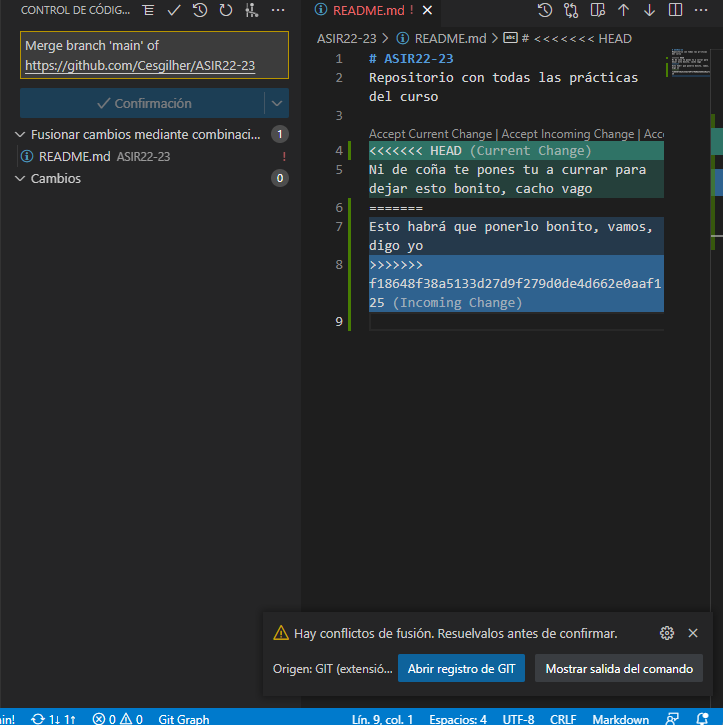 CONTROL DE CÓDIG...
Merge branch 'main' of
https://github.com/Cesgilher/ASIR22-23
Confirmación
Fusionar cambios mediante combinaci... 1
README.md ASIR22-23 !
Cambios 0
README.md !
ASIR22-23 > README.md > # <<<<<<< HEAD
1 # ASIR22-23
2 Repositorio con todas las prácticas
del curso
3
Accept Current Change | Accept Incoming Change | Acce
4 <<<<<<< HEAD (Current Change)
5 Ni de coña te pones tu a currar para
dejar esto bonito, cacho vago
6 =======
7 Esto habrá que ponerlo bonito, vamos,
digo yo
8 >>>>>>>
f18648f38a5133d27d9f279d0de4d662e0aaf1
25 (Incoming Change)
9
Hay conflictos de fusión. Resuelvalos antes de confirmar.
Origen: GIT (extensió...
Abrir registro de GIT
Mostrar salida del comando
in! 1↓ 1↑ 0 0 Git Graph Lín. 9, col. 1 Espacios: 4 UTF-8 CRLF Markdown